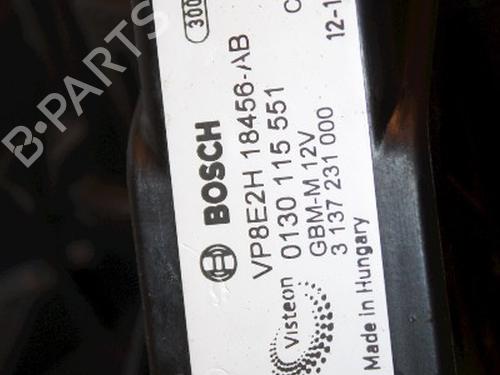 300
BOSCH
VP8E2H 18456-AB
0130 115 551
GBM-M 12V
3 137 231 000
Made in Hungary
Visteon
12-1
B-PARTS